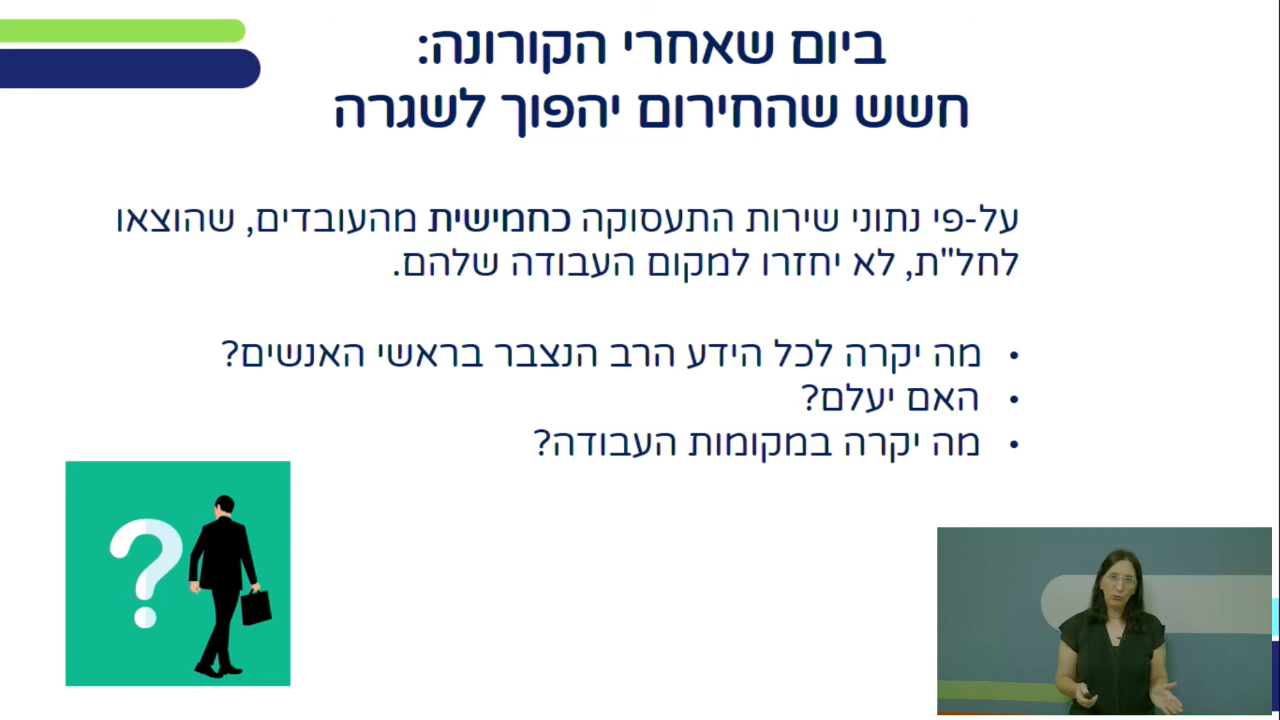 ביום שאחרי הקורונה:
חשש שהחירום יהפוך לשגרה
על-פי נתוני שירות התעסוקה כחמישית מהעובדים, שהוצאו
לחל"ת, לא יחזרו למקום העבודה שלהם.
• מה יקרה לכל הידע הרב הנצבר בראשי האנשים?
• האם יעלם?
• מה יקרה במקומות העבודה?
?